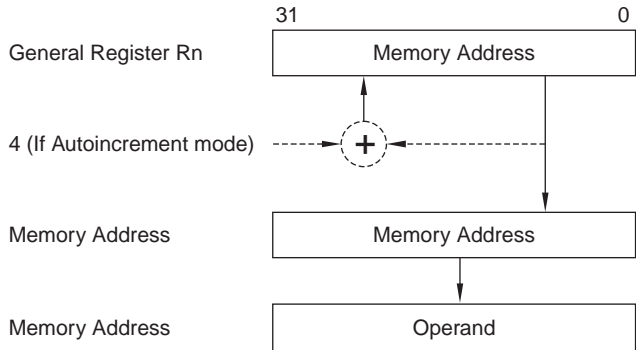 31 0
General Register Rn Memory Address
4 (If Autoincrement mode) +
Memory Address Memory Address
Memory Address Operand